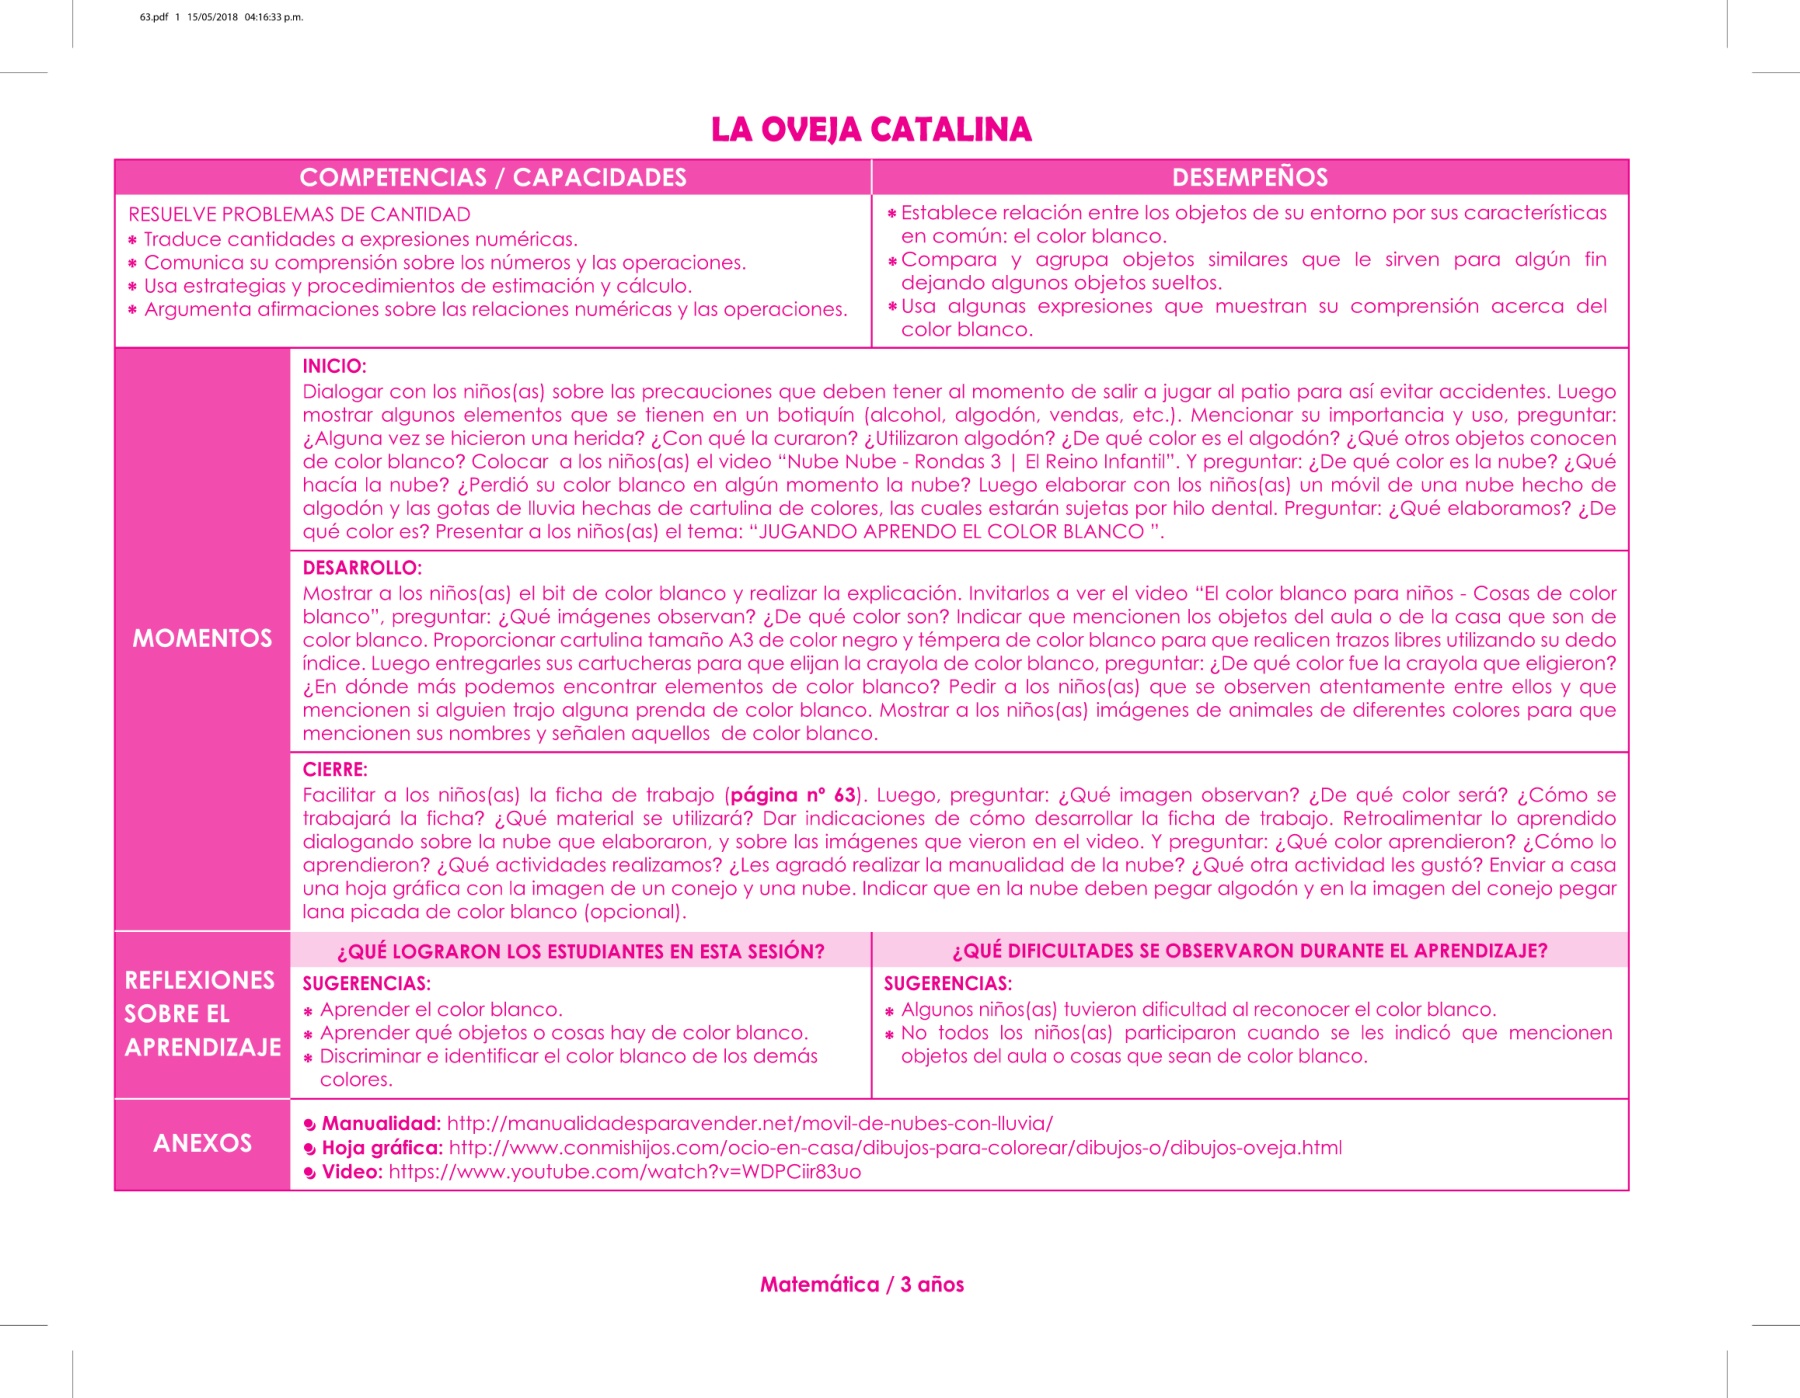 63.pdf   1   15/05/2018   04:16:33 p.m.
LA OVEJA CATALINA
COMPETENCIAS / CAPACIDADES
RESUELVE PROBLEMAS DE CANTIDAD
* Traduce cantidades a expresiones numéricas.
* Comunica su comprensión sobre los números y las operaciones.
* Usa estrategias y procedimientos de estimación y cálculo.
* Argumenta afirmaciones sobre las relaciones numéricas y las operaciones.
DESEMPEÑOS
* Establece relación entre los objetos de su entorno por sus características
en común: el color blanco.
* Compara y agrupa objetos similares que le sirven para algún fin
dejando algunos objetos sueltos.
* Usa algunas expresiones que muestran su comprensión acerca del
color blanco.
MOMENTOS
INICIO:
Dialogar con los niños(as) sobre las precauciones que deben tener al momento de salir a jugar al patio para así evitar accidentes. Luego
mostrar algunos elementos que se tienen en un botiquín (alcohol, algodón, vendas, etc.). Mencionar su importancia y uso, preguntar:
¿Alguna vez se hicieron una herida? ¿Con qué la curaron? ¿Utilizaron algodón? ¿De qué color es el algodón? ¿Qué otros objetos conocen
de color blanco? Colocar  a los niños(as) el video “Nube Nube - Rondas 3 | El Reino Infantil”. Y preguntar: ¿De qué color es la nube? ¿Qué
hacía la nube? ¿Perdió su color blanco en algún momento la nube? Luego elaborar con los niños(as) un móvil de una nube hecho de
algodón y las gotas de lluvia hechas de cartulina de colores, las cuales estarán sujetas por hilo dental. Preguntar: ¿Qué elaboramos? ¿De
qué color es? Presentar a los niños(as) el tema: “JUGANDO APRENDO EL COLOR BLANCO ”.
DESARROLLO:
Mostrar a los niños(as) el bit de color blanco y realizar la explicación. Invitarlos a ver el video “El color blanco para niños - Cosas de color
blanco”, preguntar: ¿Qué imágenes observan? ¿De qué color son? Indicar que mencionen los objetos del aula o de la casa que son de
color blanco. Proporcionar cartulina tamaño A3 de color negro y témpera de color blanco para que realicen trazos libres utilizando su dedo
índice. Luego entregarles sus cartucheras para que elijan la crayola de color blanco, preguntar: ¿De qué color fue la crayola que eligieron?
¿En dónde más podemos encontrar elementos de color blanco? Pedir a los niños(as) que se observen atentamente entre ellos y que
mencionen si alguien trajo alguna prenda de color blanco. Mostrar a los niños(as) imágenes de animales de diferentes colores para que
mencionen sus nombres y señalen aquellos  de color blanco.
CIERRE:
Facilitar a los niños(as) la ficha de trabajo (página nº 63). Luego, preguntar: ¿Qué imagen observan? ¿De qué color será? ¿Cómo se
trabajará la ficha? ¿Qué material se utilizará? Dar indicaciones de cómo desarrollar la ficha de trabajo. Retroalimentar lo aprendido
dialogando sobre la nube que elaboraron, y sobre las imágenes que vieron en el video. Y preguntar: ¿Qué color aprendieron? ¿Cómo lo
aprendieron? ¿Qué actividades realizamos? ¿Les agradó realizar la manualidad de la nube? ¿Qué otra actividad les gustó? Enviar a casa
una hoja gráfica con la imagen de un conejo y una nube. Indicar que en la nube deben pegar algodón y en la imagen del conejo pegar
lana picada de color blanco (opcional).
REFLEXIONES
SOBRE EL
APRENDIZAJE
¿QUÉ LOGRARON LOS ESTUDIANTES EN ESTA SESIÓN?
SUGERENCIAS:
* Aprender el color blanco.
* Aprender qué objetos o cosas hay de color blanco.
* Discriminar e identificar el color blanco de los demás
colores.
¿QUÉ DIFICULTADES SE OBSERVARON DURANTE EL APRENDIZAJE?
SUGERENCIAS:
* Algunos niños(as) tuvieron dificultad al reconocer el color blanco.
* No todos los niños(as) participaron cuando se les indicó que mencionen
objetos del aula o cosas que sean de color blanco.
ANEXOS
Manualidad: http://manualidadesparavender.net/movil-de-nubes-con-lluvia/
Hoja gráfica: http://www.conmishijos.com/ocio-en-casa/dibujos-para-colorear/dibujos-o/dibujos-oveja.html
Video: https://www.youtube.com/watch?v=WDPCiir83uo
Matemática / 3 años